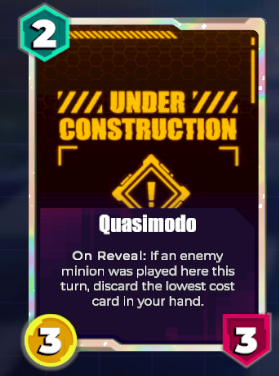 2
UNDER
CONSTRUCTION
!
Quasimodo
On Reveal: If an enemy
minion was played here this
turn, discard the lowest cost
card in your hand.
3
3